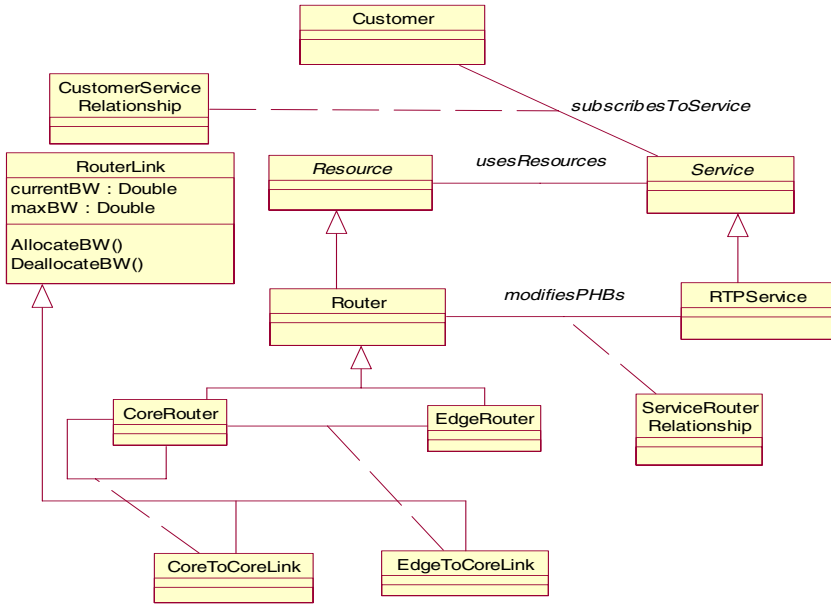 Customer
CustomerService
Relationship
subscribesToService
RouterLink
currentBW : Double
maxBW : Double
AllocateBW()
DeallocateBW()
Resource
usesResources
Service
Router
modifiesPHBs
RTPService
CoreRouter
EdgeRouter
ServiceRouter
Relationship
CoreToCoreLink
EdgeToCoreLink